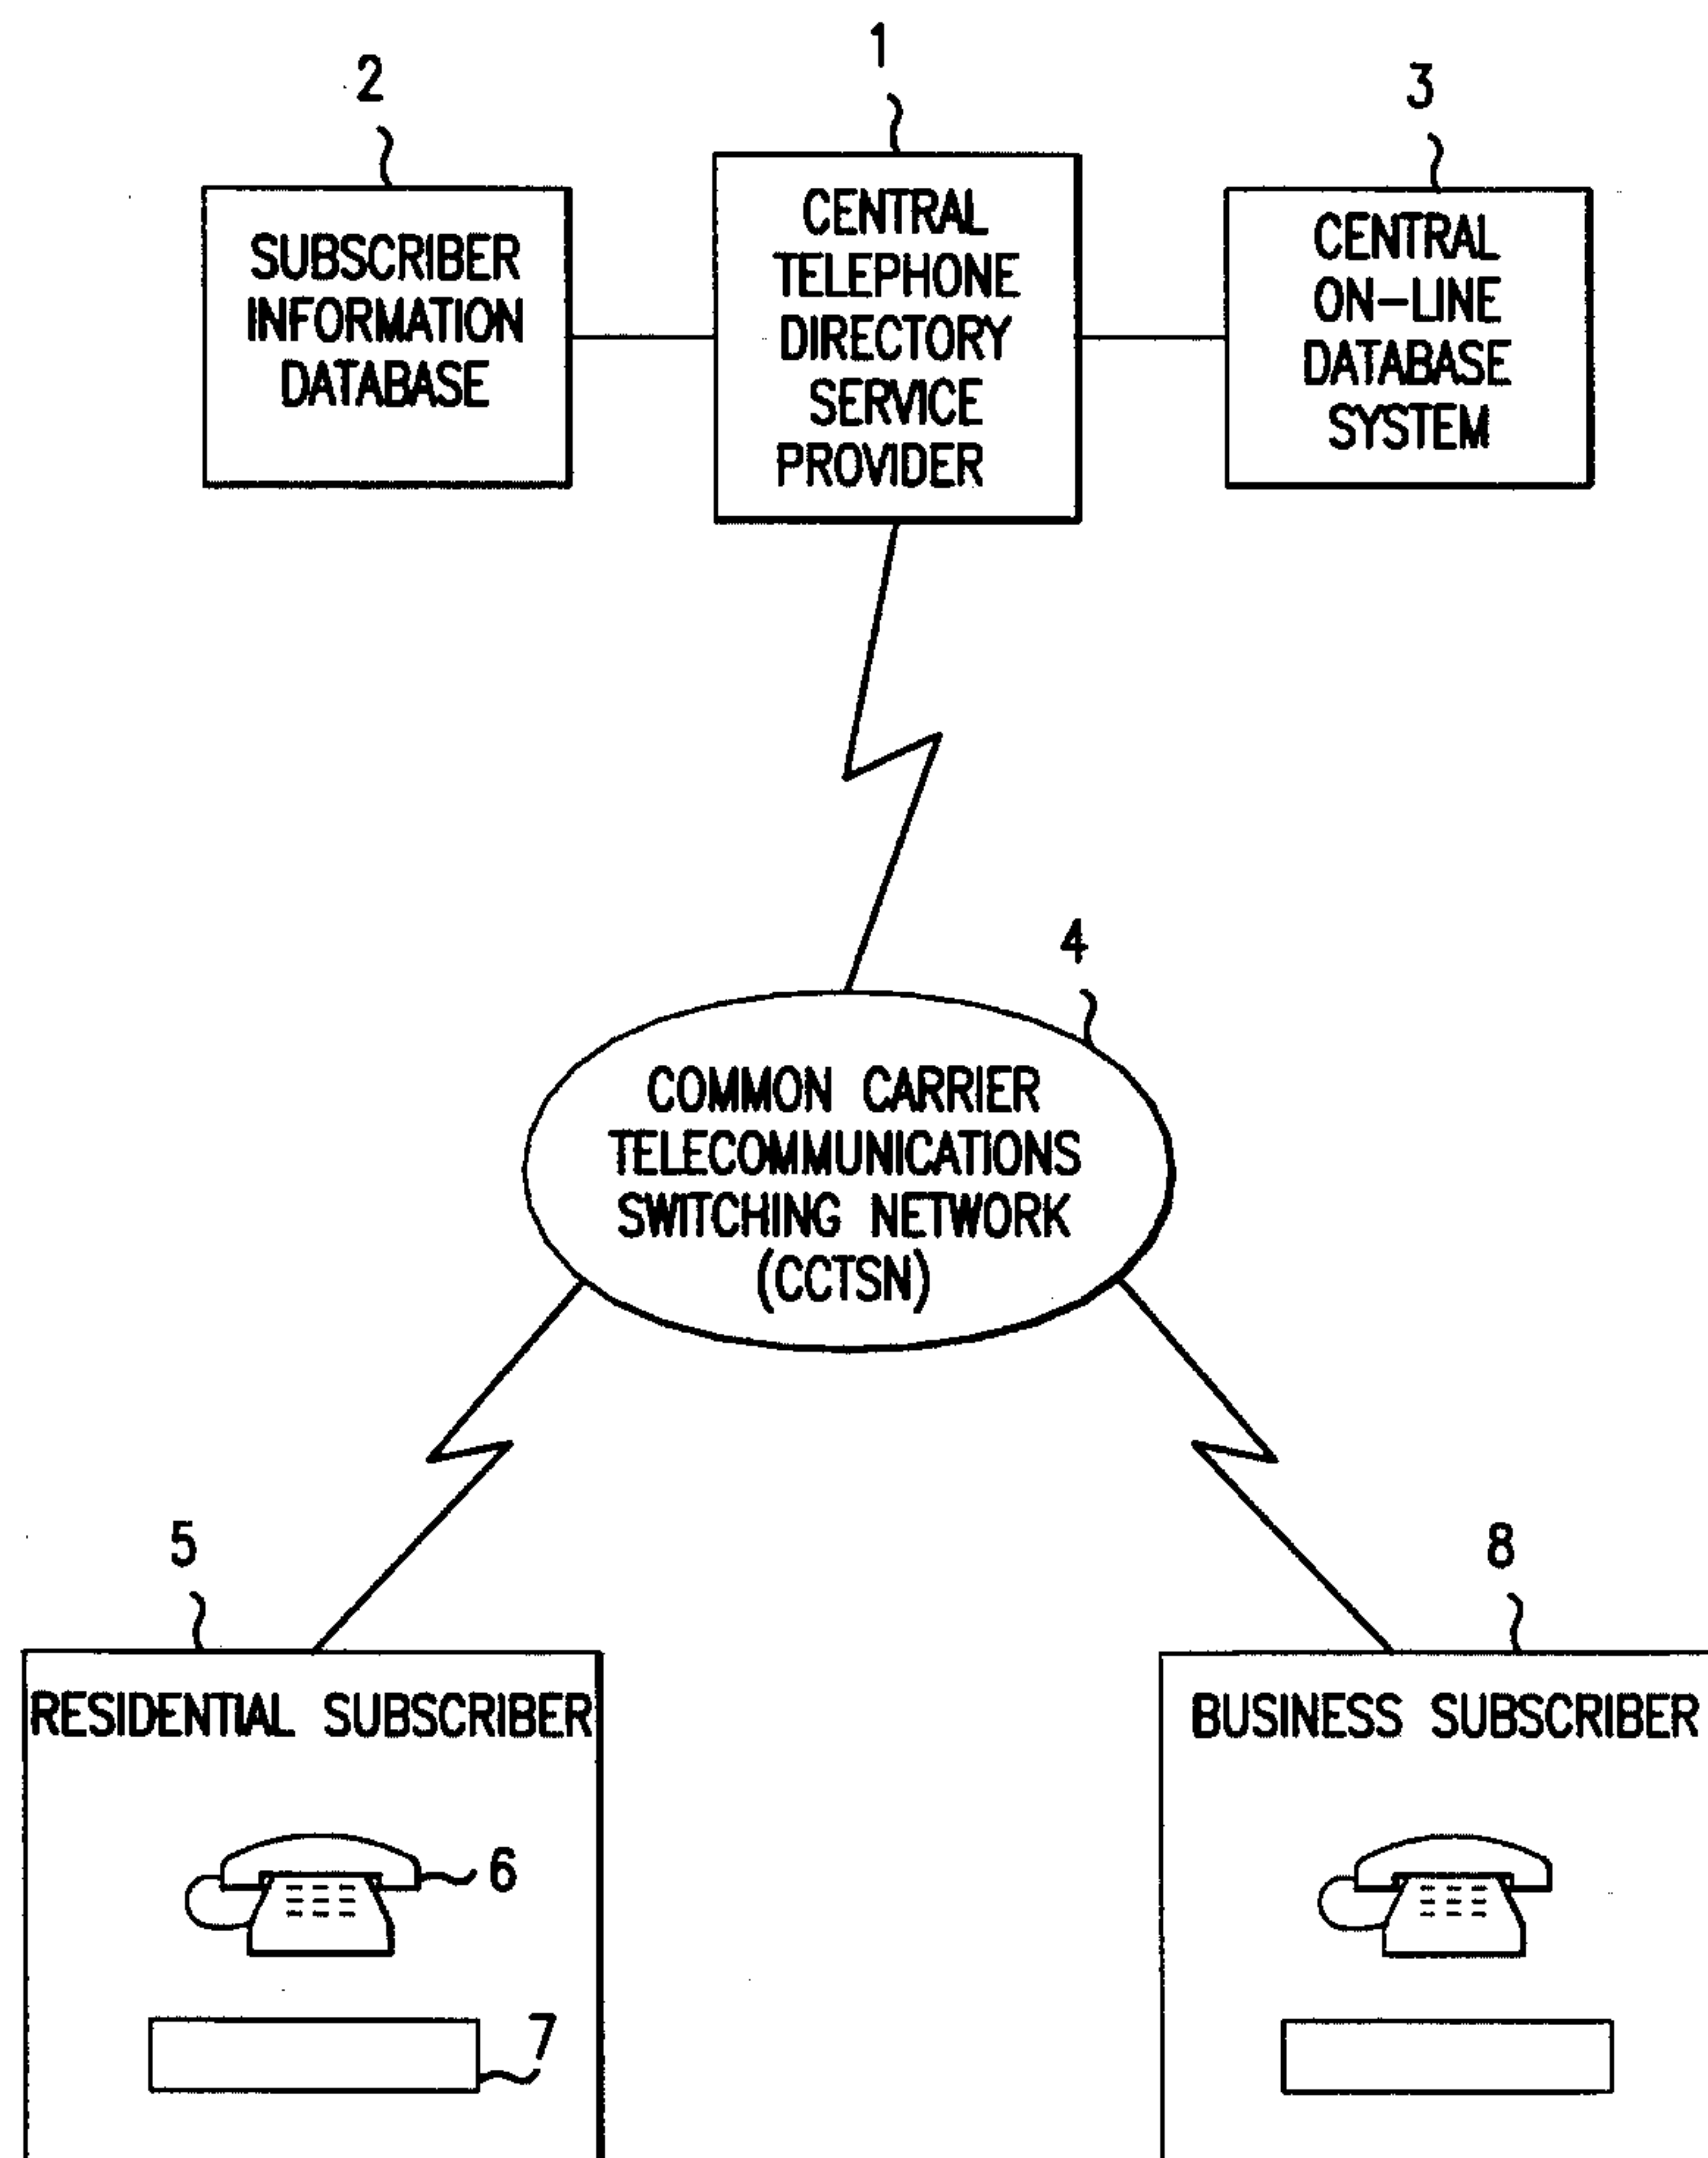 1
2
3
SUBSCRIBER
INFORMATION
DATABASE
CENTRAL
TELEPHONE
DIRECTORY
SERVICE
PROVIDER
CENTRAL
ON-LINE
DATABASE
SYSTEM
4
COMMON CARRIER
TELECOMMUNICATIONS
SWITCHING NETWORK
(CCTSN)
5
8
RESIDENTIAL SUBSCRIBER
6
7
BUSINESS SUBSCRIBER